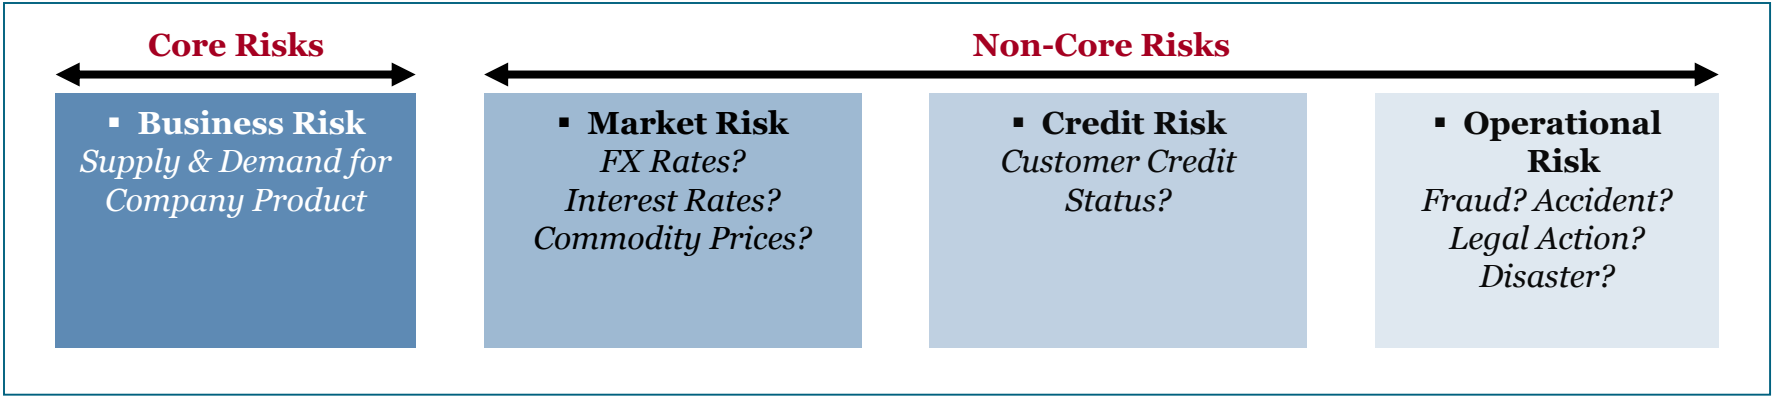 Core Risks
Non-Core Risks
▪ Business Risk
Supply & Demand for
Company Product
▪ Market Risk
FX Rates?
Interest Rates?
Commodity Prices?
▪ Credit Risk
Customer Credit
Status?
▪ Operational
Risk
Fraud? Accident?
Legal Action?
Disaster?